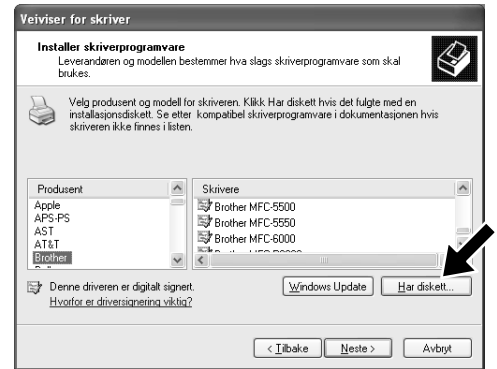 Veiviser for skriver
Installer skriverprogramvare
Leverandøren og modellen bestemmer hva slags skriverprogramvare som skal
brukes.
Velg produsent og modell for skriveren. Klikk Har diskett hvis det fulgte med en
installasjonsdiskett. Se etter kompatibel skriverprogramvare i dokumentasjonen hvis
skriveren ikke finnes i listen.
Produsent
Apple
APS-PS
AST
AT&T
Brother
Skrivere
Brother MFC-5500
Brother MFC-5550
Brother MFC-6000
Denne driveren er digitalt signert.
Hvorfor er driversignering viktig?
Windows Update
Har diskett...
< Tilbake
Neste >
Avbryt